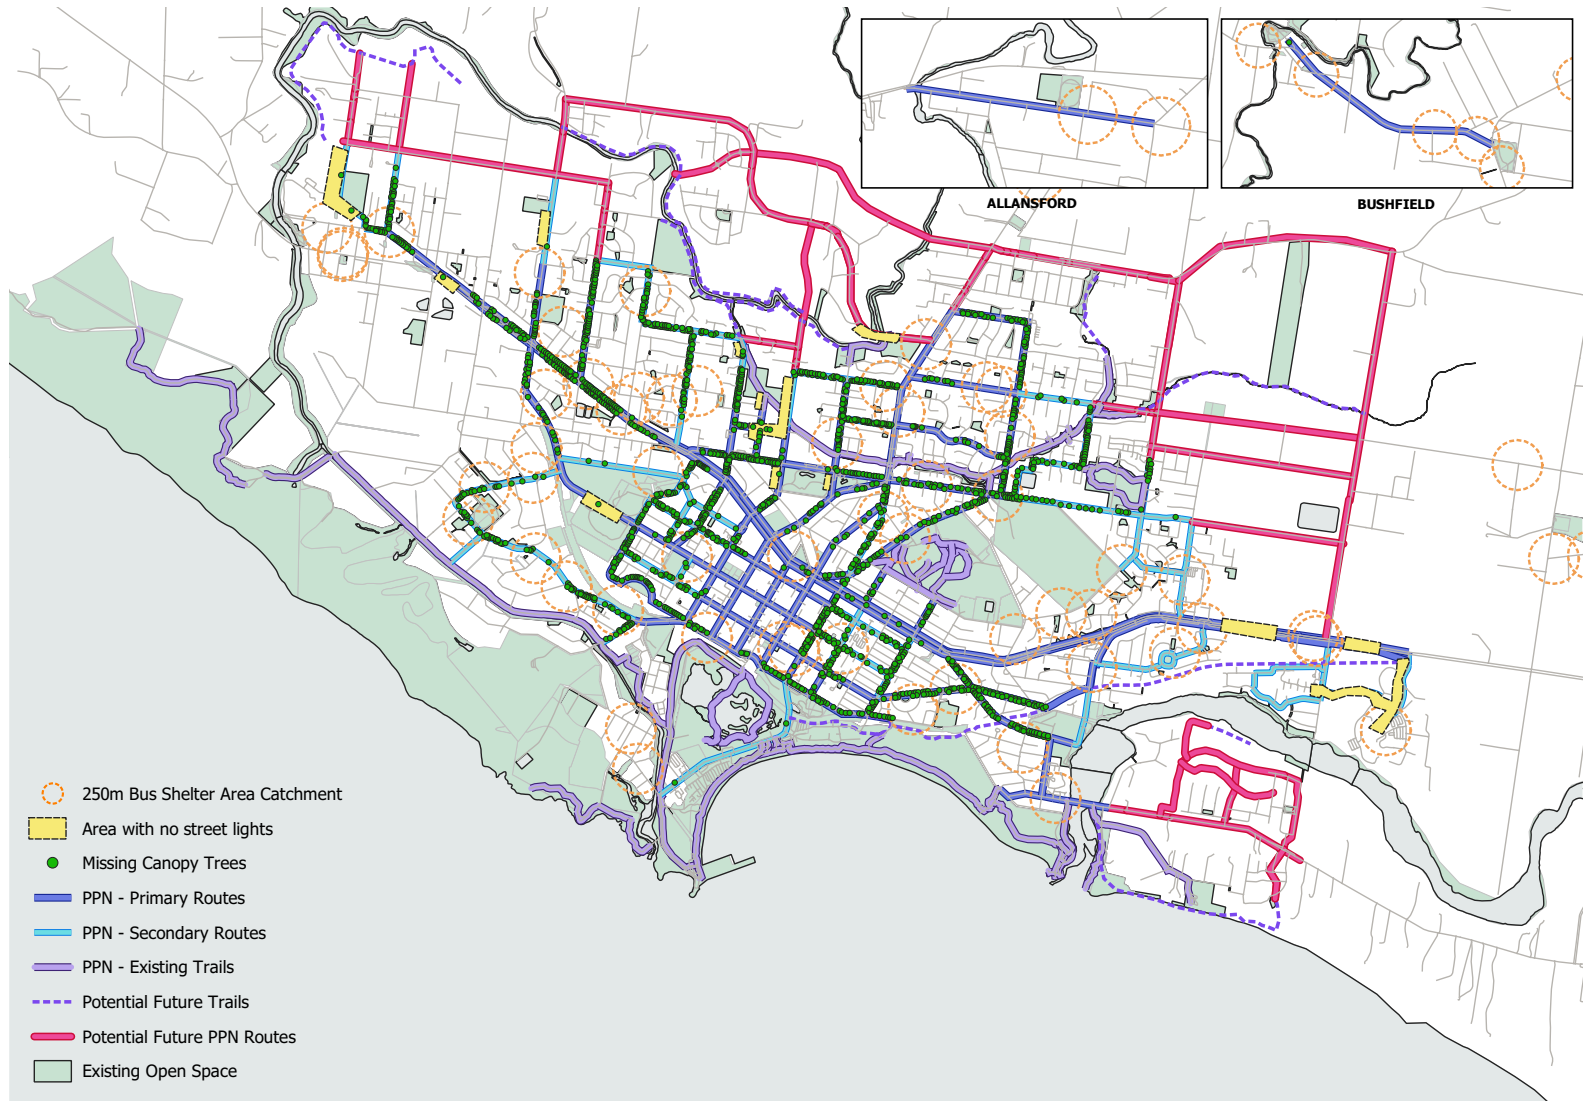 ALLANSFORD
BUSHFIELD
250m Bus Shelter Area Catchment
Area with no street lights
Missing Canopy Trees
PPN - Primary Routes
PPN - Secondary Routes
PPN - Existing Trails
Potential Future Trails
Potential Future PPN Routes
Existing Open Space